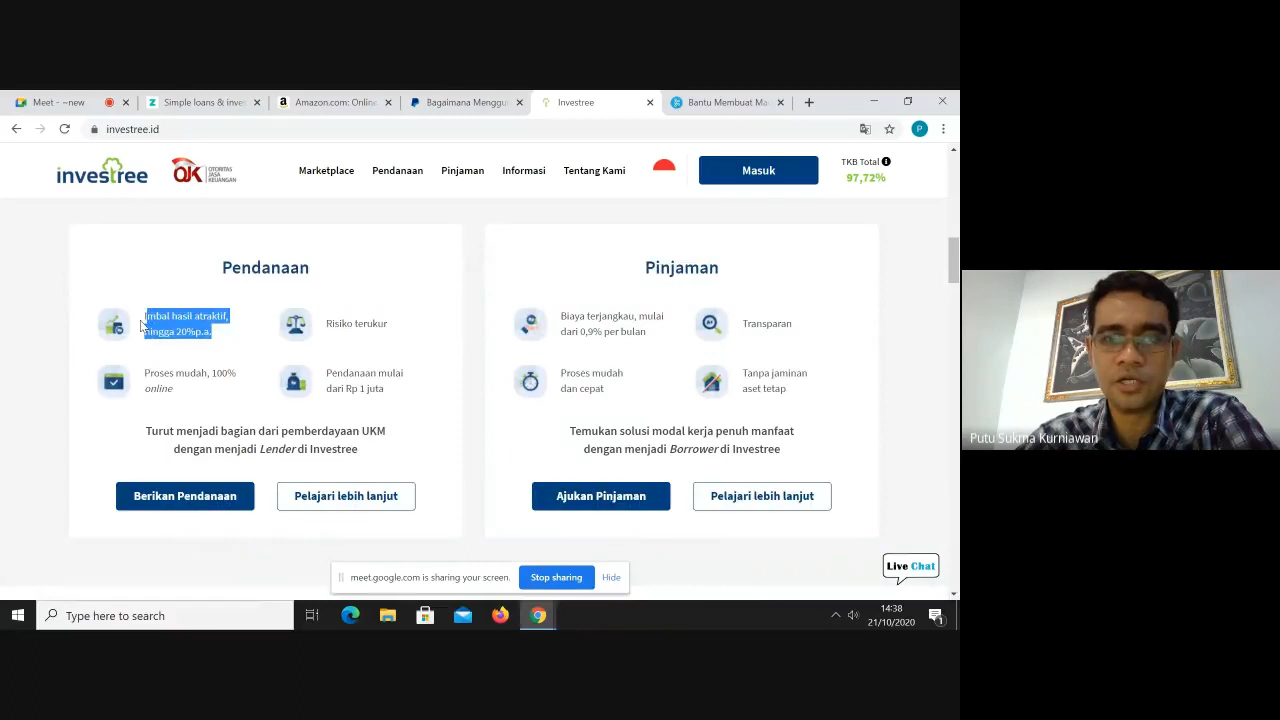 Meet - ~new
Simple loans & inves
Amazon.com: Online
Bagaimana Menggu
Investree
Bantu Membuat Ma
investree.id
P
investree
OJK OTORITAS JASA KEUANGAN
Marketplace
Pendanaan
Pinjaman
Informasi
Tentang Kami
Masuk
TKB Total
97,72%
Pendanaan
Imbal hasil atraktif,
hingga 20%p.a.
Risiko terukur
Proses mudah, 100%
online
Pendanaan mulai
dari Rp 1 juta
Turut menjadi bagian dari pemberdayaan UKM
dengan menjadi Lender di Investree
Berikan Pendanaan
Pelajari lebih lanjut
Pinjaman
Biaya terjangkau, mulai
dari 0,9% per bulan
Transparan
Proses mudah
dan cepat
Tanpa jaminan
aset tetap
Temukan solusi modal kerja penuh manfaat
dengan menjadi Borrower di Investree
Ajukan Pinjaman
Pelajari lebih lanjut
Live Chat
meet.google.com is sharing your screen.
Stop sharing
Hide
Type here to search
14:38
21/10/2020
1
Putu Sukma Kurniawan